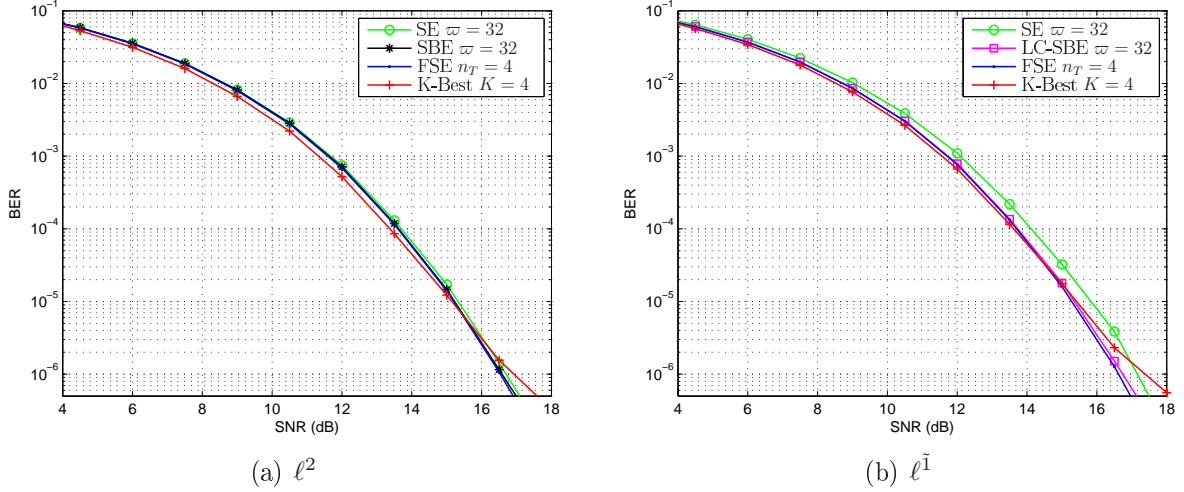 10⁻¹
10⁻²
10⁻³
10⁻⁴
10⁻⁵
10⁻⁶
BER
4 6 8 10 12 14 16 18
SNR (dB)
SE ϖ = 32
SBE ϖ = 32
FSE n_T = 4
K-Best K = 4
(a) ℓ²
10⁻¹
10⁻²
10⁻³
10⁻⁴
10⁻⁵
10⁻⁶
BER
4 6 8 10 12 14 16 18
SNR (dB)
SE ϖ = 32
LC-SBE ϖ = 32
FSE n_T = 4
K-Best K = 4
(b) ℓ^1̃